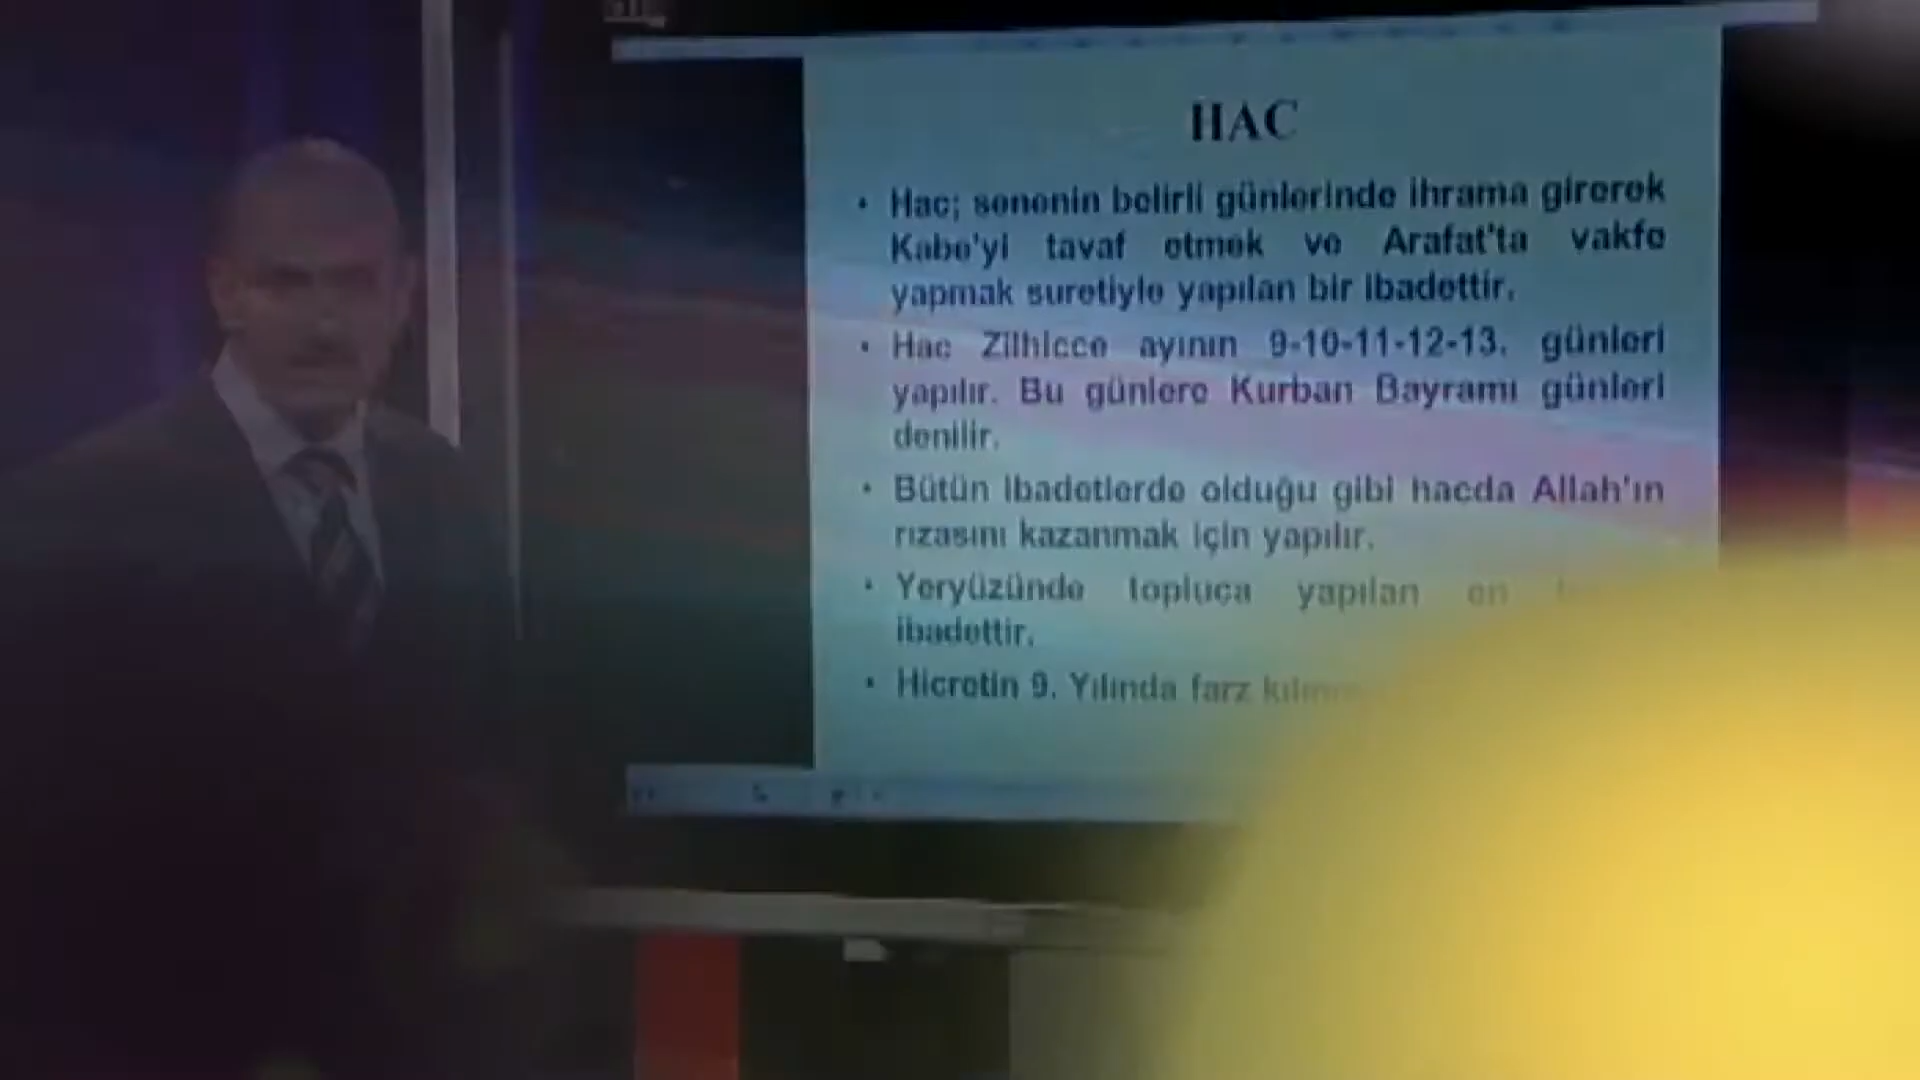 HAC
• Hac; senenin belirli günlerinde ihrama girerek
Kabe'yi tavaf etmek ve Arafat'ta vakfe
yapmak suretiyle yapılan bir ibadettir.
• Hac Zilhicce ayının 9-10-11-12-13. günleri
yapılır. Bu günlere Kurban Bayramı günleri
denilir.
• Bütün ibadetlerde olduğu gibi hacda Allah'ın
rızasını kazanmak için yapılır.
• Yeryüzünde topluca yapılan en
ibadettir.
• Hicretin 9. Yılında farz